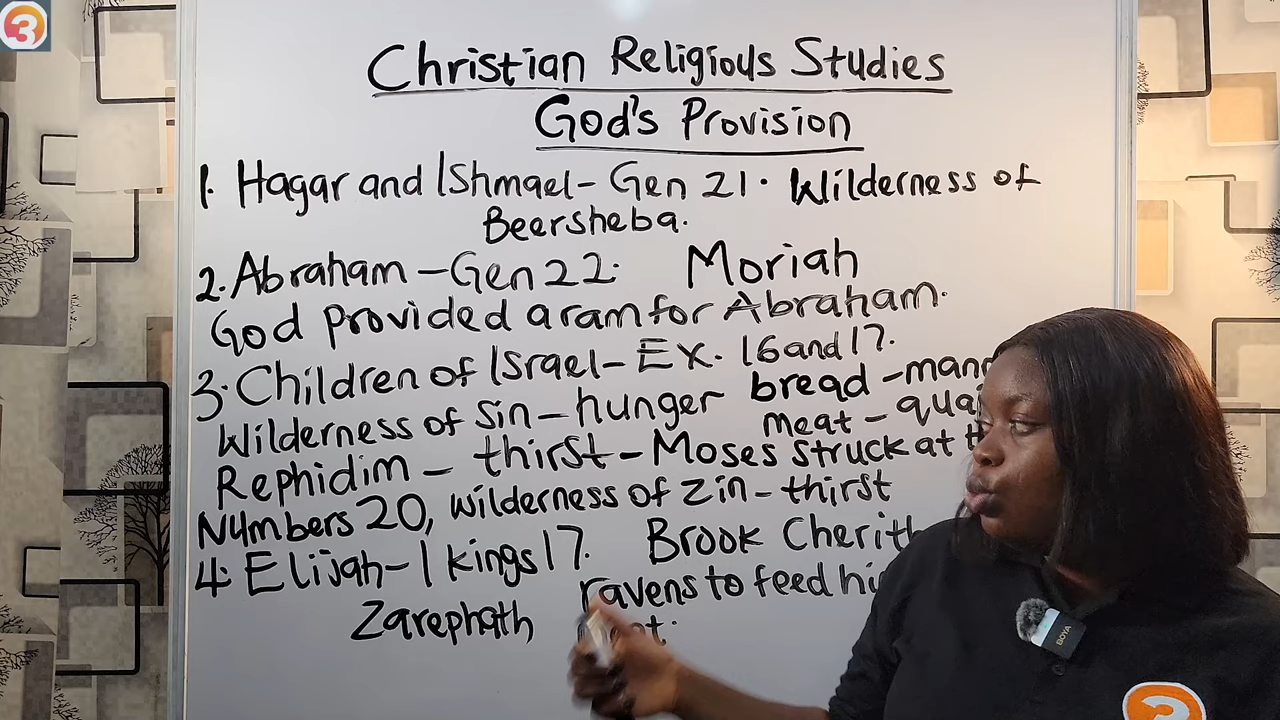 3
Christian Religious Studies
God's Provision
1. Hagar and Ishmael - Gen 21. Wilderness of
Beersheba.
2. Abraham - Gen 22. Moriah
God provided a ram for Abraham.
3. Children of Israel - Ex. 16 and 17.
Wilderness of Sin - hunger bread -
meat -
Rephidim - thirst - Moses struck at
Numbers 20, wilderness of Zin - thirst
4. Elijah - 1 kings 17. Brook
ravens to feed
Zarephath
BOYA
3